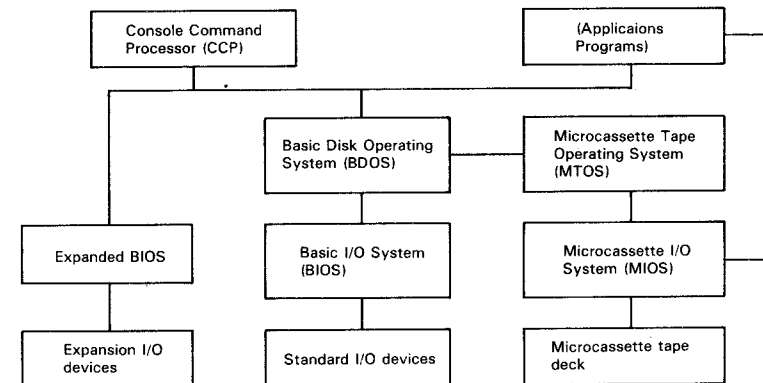 Console Command
Processor (CCP)
(Applicaions
Programs)
Basic Disk Operating
System (BDOS)
Microcassette Tape
Operating System
(MTOS)
Expanded BIOS
Basic I/O System
(BIOS)
Microcassette I/O
System (MIOS)
Expansion I/O
devices
Standard I/O devices
Microcassette tape
deck